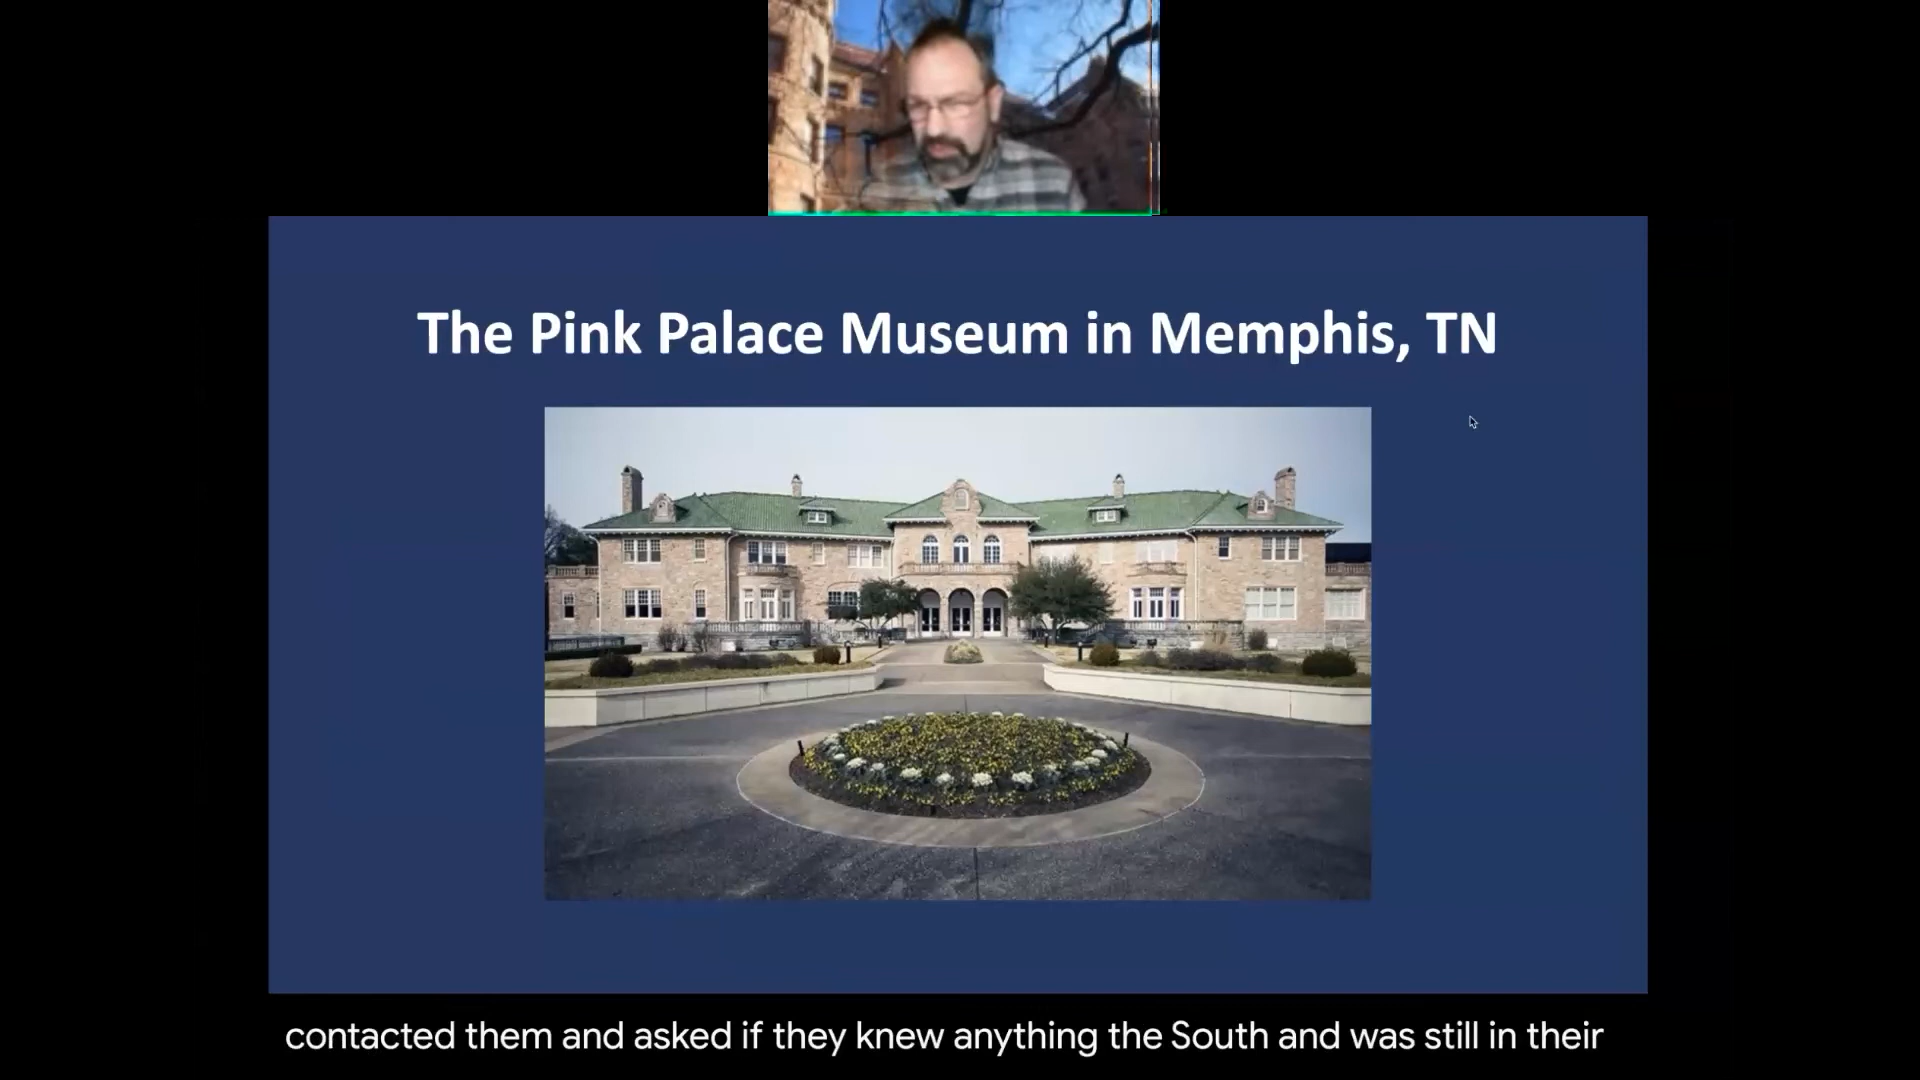 The Pink Palace Museum in Memphis, TN
contacted them and asked if they knew anything the South and was still in their